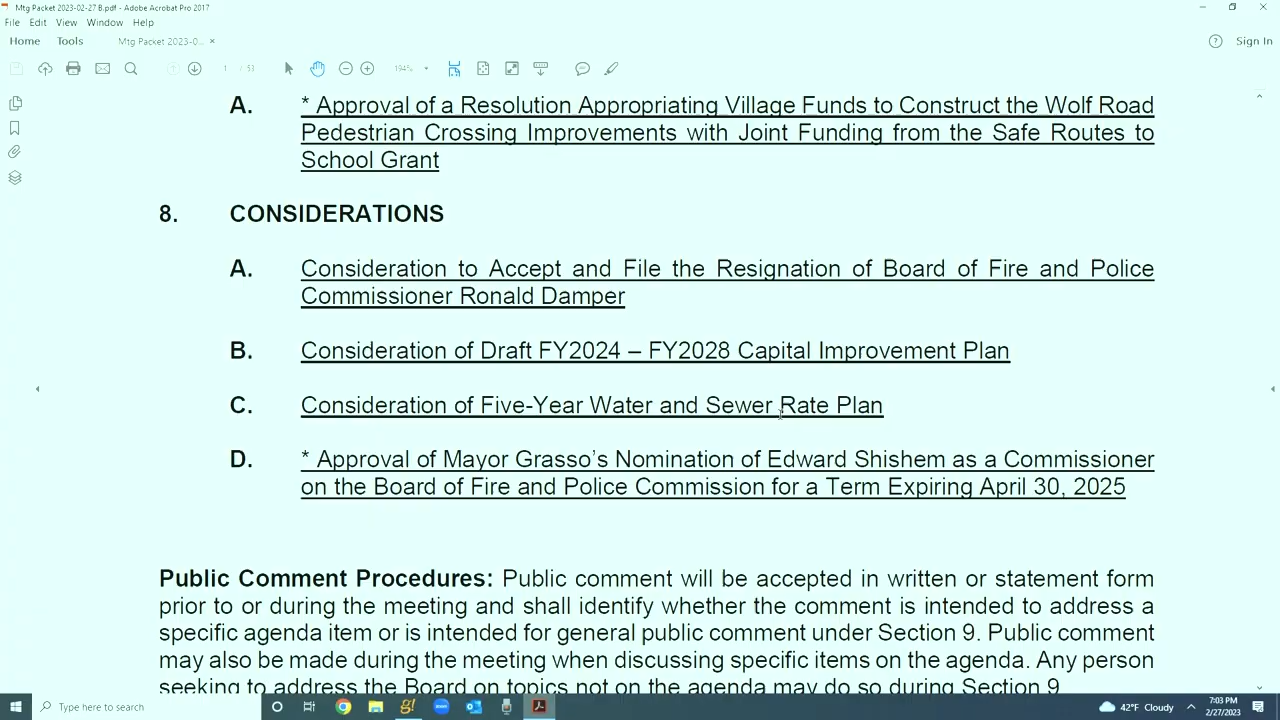 Mtg Packet 2023-02-27 B.pdf - Adobe Acrobat Pro 2017
File Edit View Window Help
Home Tools Mtg Packet 2023-0... × Sign In
1 / 53 194%
A. * Approval of a Resolution Appropriating Village Funds to Construct the Wolf Road
Pedestrian Crossing Improvements with Joint Funding from the Safe Routes to
School Grant
8. CONSIDERATIONS
A. Consideration to Accept and File the Resignation of Board of Fire and Police
Commissioner Ronald Damper
B. Consideration of Draft FY2024 – FY2028 Capital Improvement Plan
C. Consideration of Five-Year Water and Sewer Rate Plan
D. * Approval of Mayor Grasso's Nomination of Edward Shishem as a Commissioner
on the Board of Fire and Police Commission for a Term Expiring April 30, 2025
Public Comment Procedures: Public comment will be accepted in written or statement form
prior to or during the meeting and shall identify whether the comment is intended to address a
specific agenda item or is intended for general public comment under Section 9. Public comment
may also be made during the meeting when discussing specific items on the agenda. Any person
seeking to address the Board on topics not on the agenda may do so during Section 9
Type here to search 42°F Cloudy 7:03 PM
2/27/2023